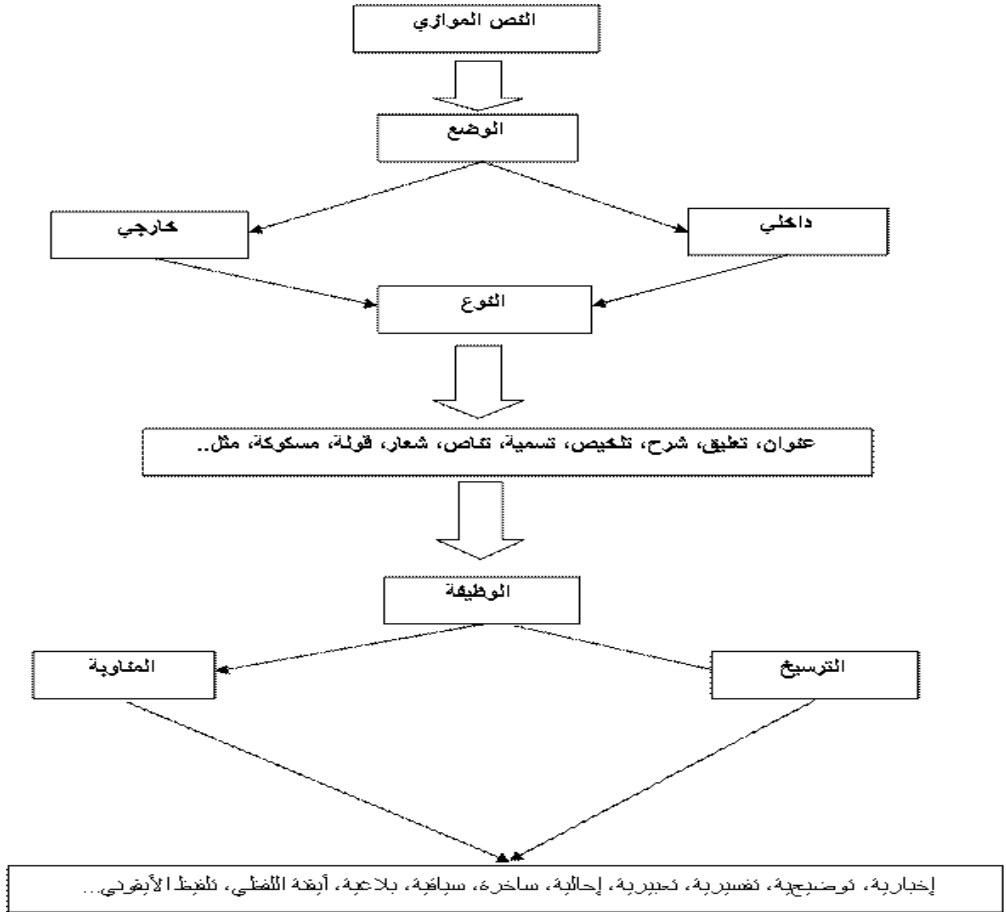 النص الموازي
الوضع
داخلي
خارجي
النوع
عنوان، تعليق، شرح، تلخيص، تسمية، تناص، شعار، قولة، مسكوكة، مثل..
الوظيفة
الترسيخ
المناوبة
إخبارية، توضيحية، تفسيرية، تعبيرية، إحالية، ساخرة، سياقية، بلاغية، أيقنة اللفظي، تلفيظ الأيقوني...